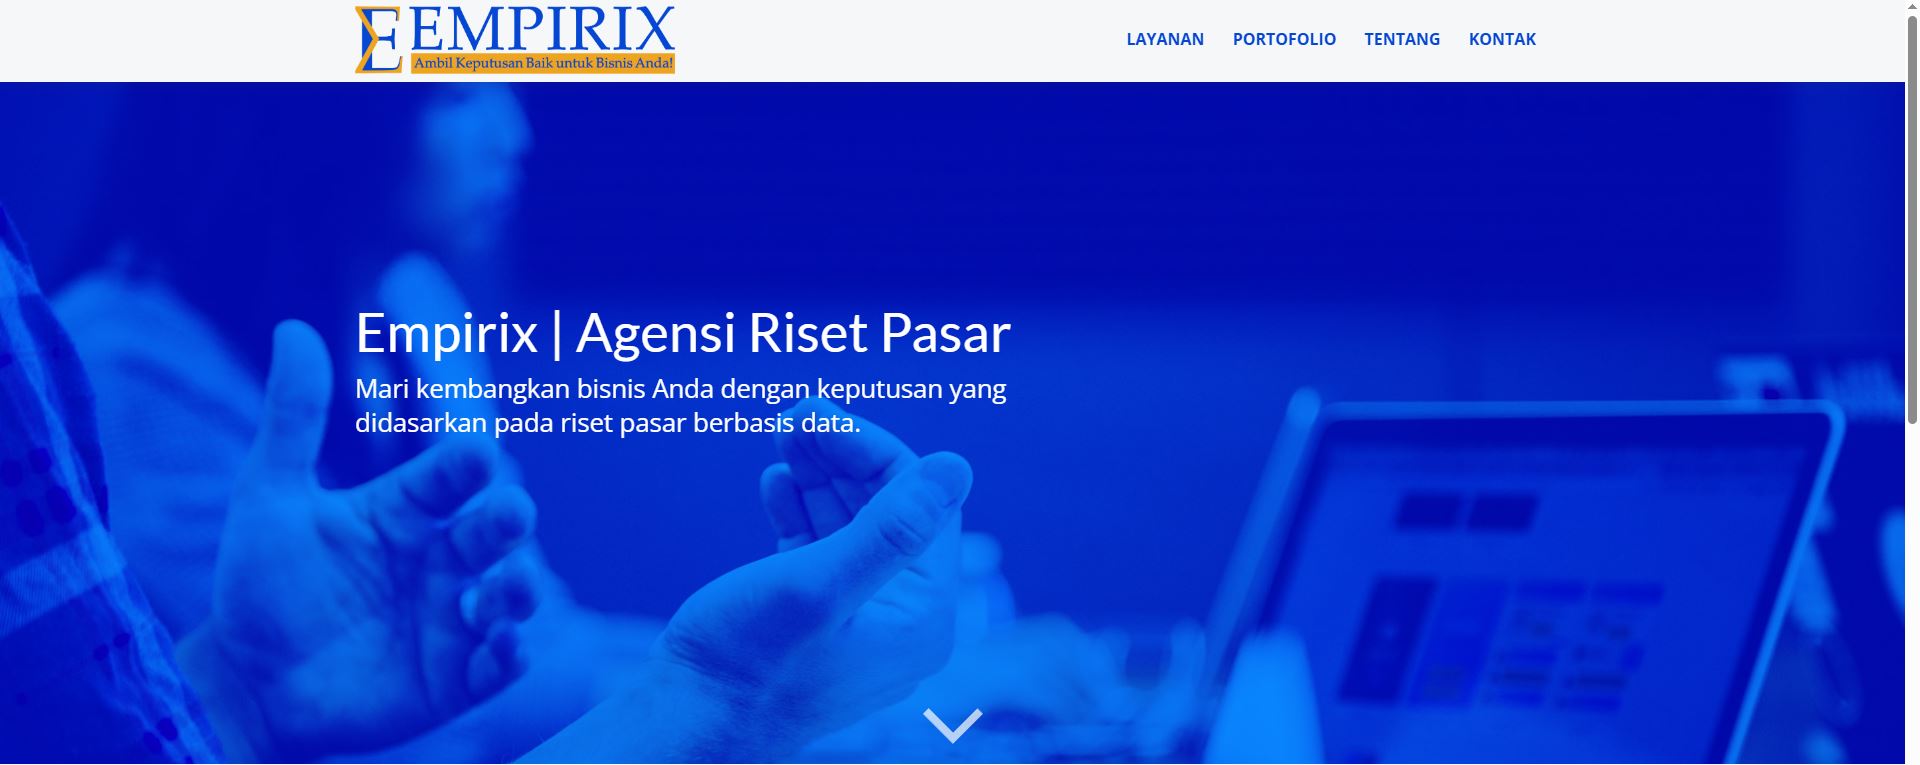 EMPIRIX
Ambil Keputusan Baik untuk Bisnis Anda!
LAYANAN PORTOFOLIO TENTANG KONTAK
Empirix | Agensi Riset Pasar
Mari kembangkan bisnis Anda dengan keputusan yang
didasarkan pada riset pasar berbasis data.